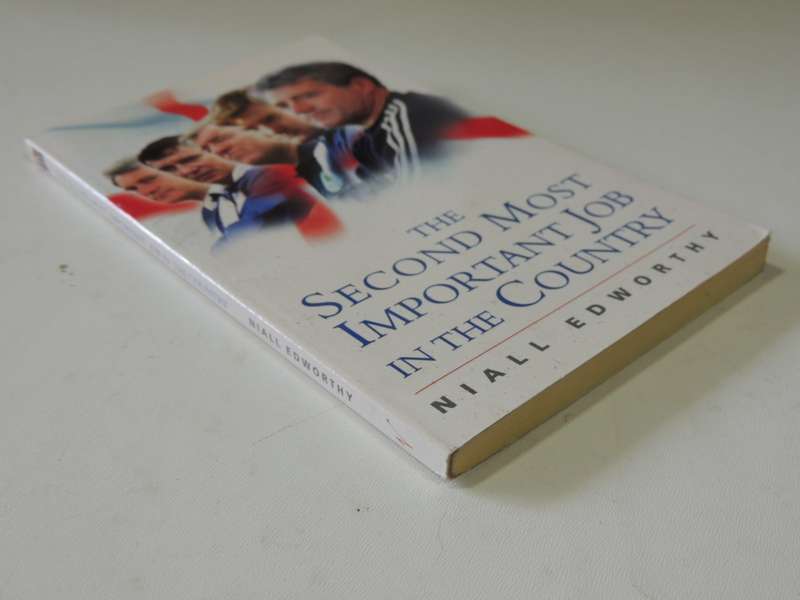 THE
SECOND MOST
IMPORTANT JOB
IN THE COUNTRY
NIALL EDWORTHY
NIALL EDWORTHY